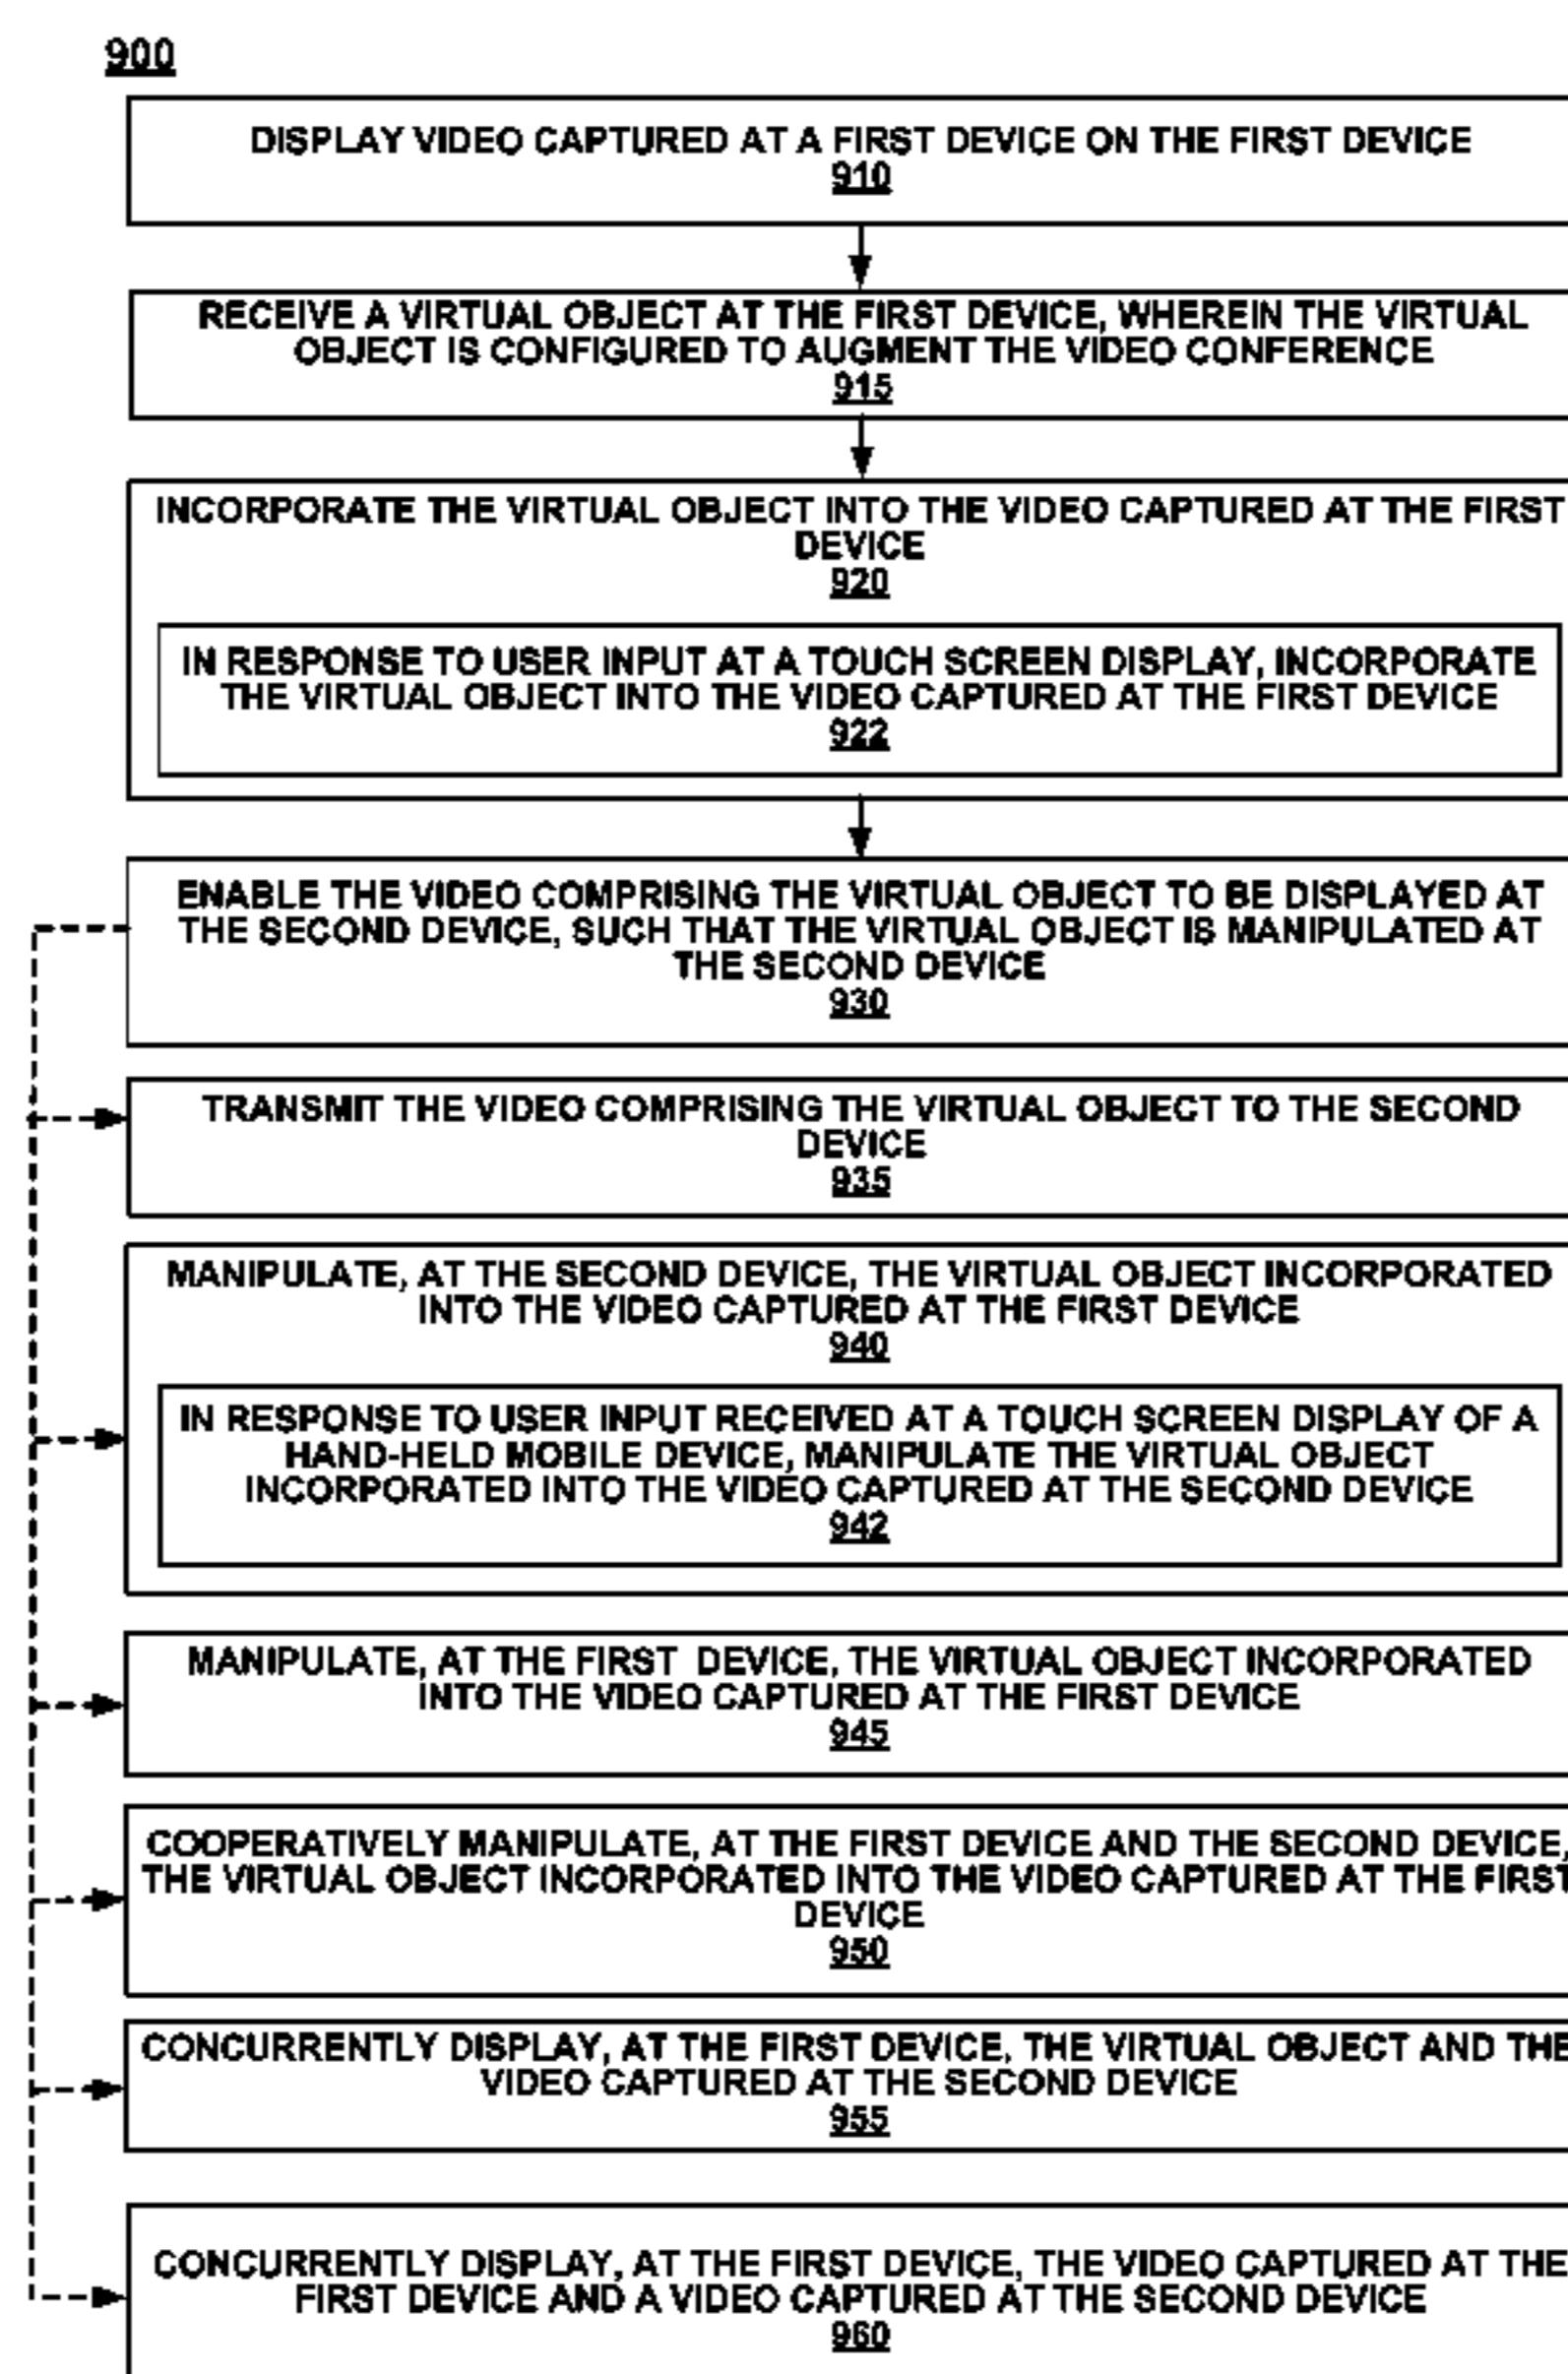 900
DISPLAY VIDEO CAPTURED AT A FIRST DEVICE ON THE FIRST DEVICE
910
RECEIVE A VIRTUAL OBJECT AT THE FIRST DEVICE, WHEREIN THE VIRTUAL
OBJECT IS CONFIGURED TO AUGMENT THE VIDEO CONFERENCE
915
INCORPORATE THE VIRTUAL OBJECT INTO THE VIDEO CAPTURED AT THE FIRST
DEVICE
920
IN RESPONSE TO USER INPUT AT A TOUCH SCREEN DISPLAY, INCORPORATE
THE VIRTUAL OBJECT INTO THE VIDEO CAPTURED AT THE FIRST DEVICE
922
ENABLE THE VIDEO COMPRISING THE VIRTUAL OBJECT TO BE DISPLAYED AT
THE SECOND DEVICE, SUCH THAT THE VIRTUAL OBJECT IS MANIPULATED AT
THE SECOND DEVICE
930
TRANSMIT THE VIDEO COMPRISING THE VIRTUAL OBJECT TO THE SECOND
DEVICE
935
MANIPULATE, AT THE SECOND DEVICE, THE VIRTUAL OBJECT INCORPORATED
INTO THE VIDEO CAPTURED AT THE FIRST DEVICE
940
IN RESPONSE TO USER INPUT RECEIVED AT A TOUCH SCREEN DISPLAY OF A
HAND-HELD MOBILE DEVICE, MANIPULATE THE VIRTUAL OBJECT
INCORPORATED INTO THE VIDEO CAPTURED AT THE SECOND DEVICE
942
MANIPULATE, AT THE FIRST DEVICE, THE VIRTUAL OBJECT INCORPORATED
INTO THE VIDEO CAPTURED AT THE FIRST DEVICE
945
COOPERATIVELY MANIPULATE, AT THE FIRST DEVICE AND THE SECOND DEVICE,
THE VIRTUAL OBJECT INCORPORATED INTO THE VIDEO CAPTURED AT THE FIRST
DEVICE
950
CONCURRENTLY DISPLAY, AT THE FIRST DEVICE, THE VIRTUAL OBJECT AND THE
VIDEO CAPTURED AT THE SECOND DEVICE
955
CONCURRENTLY DISPLAY, AT THE FIRST DEVICE, THE VIDEO CAPTURED AT THE
FIRST DEVICE AND A VIDEO CAPTURED AT THE SECOND DEVICE
960